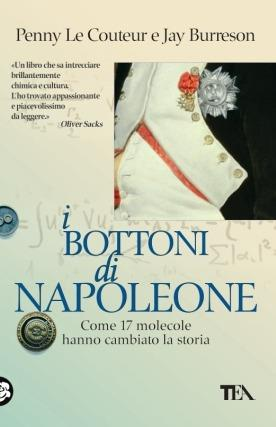 Penny Le Couteur e Jay Burreson
«Un libro che sa intrecciare
brillantemente
chimica e cultura.
L'ho trovato appassionante
e piacevolissimo
da leggere.»
Oliver Sacks
i
BOTTONI
di
NAPOLEONE
Come 17 molecole
hanno cambiato la storia
TEA